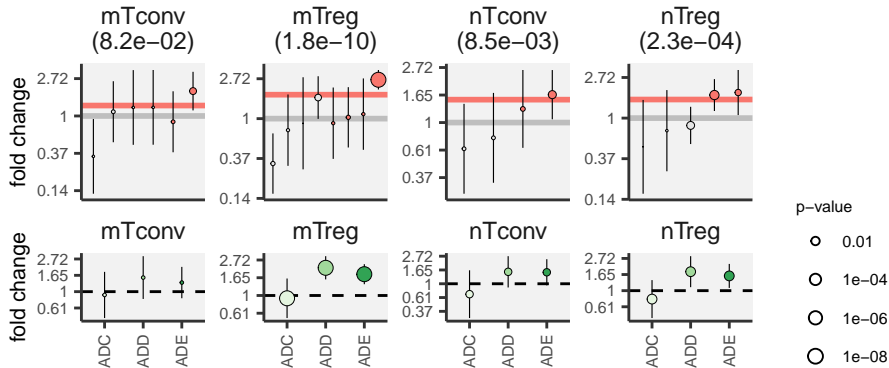 mTconv mTreg nTconv nTreg
(8.2e−02) (1.8e−10) (8.5e−03) (2.3e−04)
fold change
2.72 2.72 2.72 2.72
1.65
1 1 1 1
0.61
0.37 0.37 0.37 0.37
0.14 0.14
mTconv mTreg nTconv nTreg
fold change
2.72 2.72 2.72 2.72
1.65 1.65 1.65 1.65
1 1 1 1
0.61 0.61 0.61 0.61
0.37
ADC ADD ADE ADC ADD ADE ADC ADD ADE ADC ADD ADE
p−value
0.01
1e−04
1e−06
1e−08